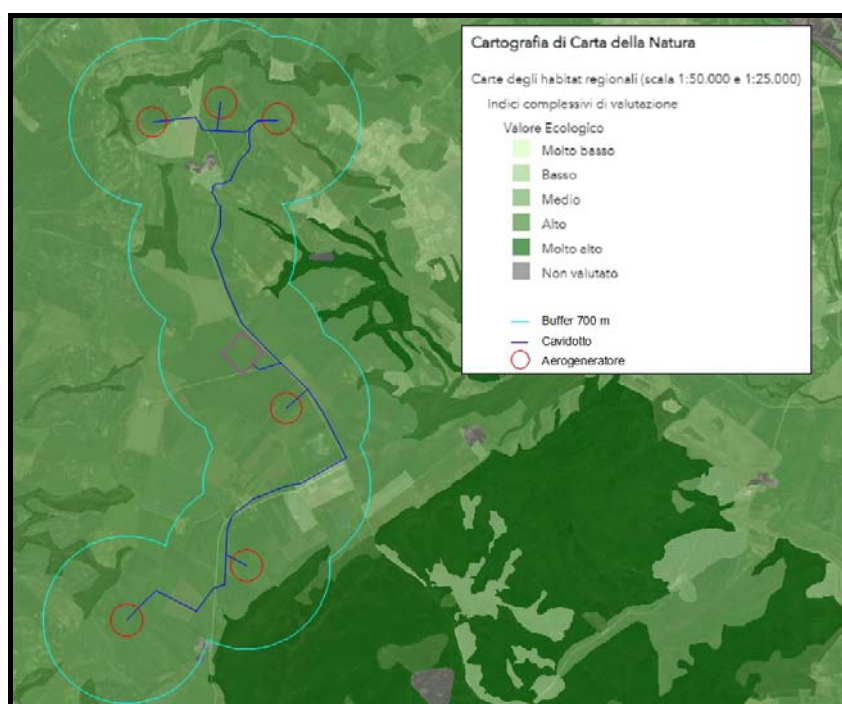 Cartografia di Carta della Natura
Carte degli habitat regionali (scala 1:50.000 e 1:25.000)
Indici complessivi di valutazione
Valore Ecologico
Molto basso
Basso
Medio
Alto
Molto alto
Non valutato
Buffer 700 m
Cavidotto
Aerogeneratore